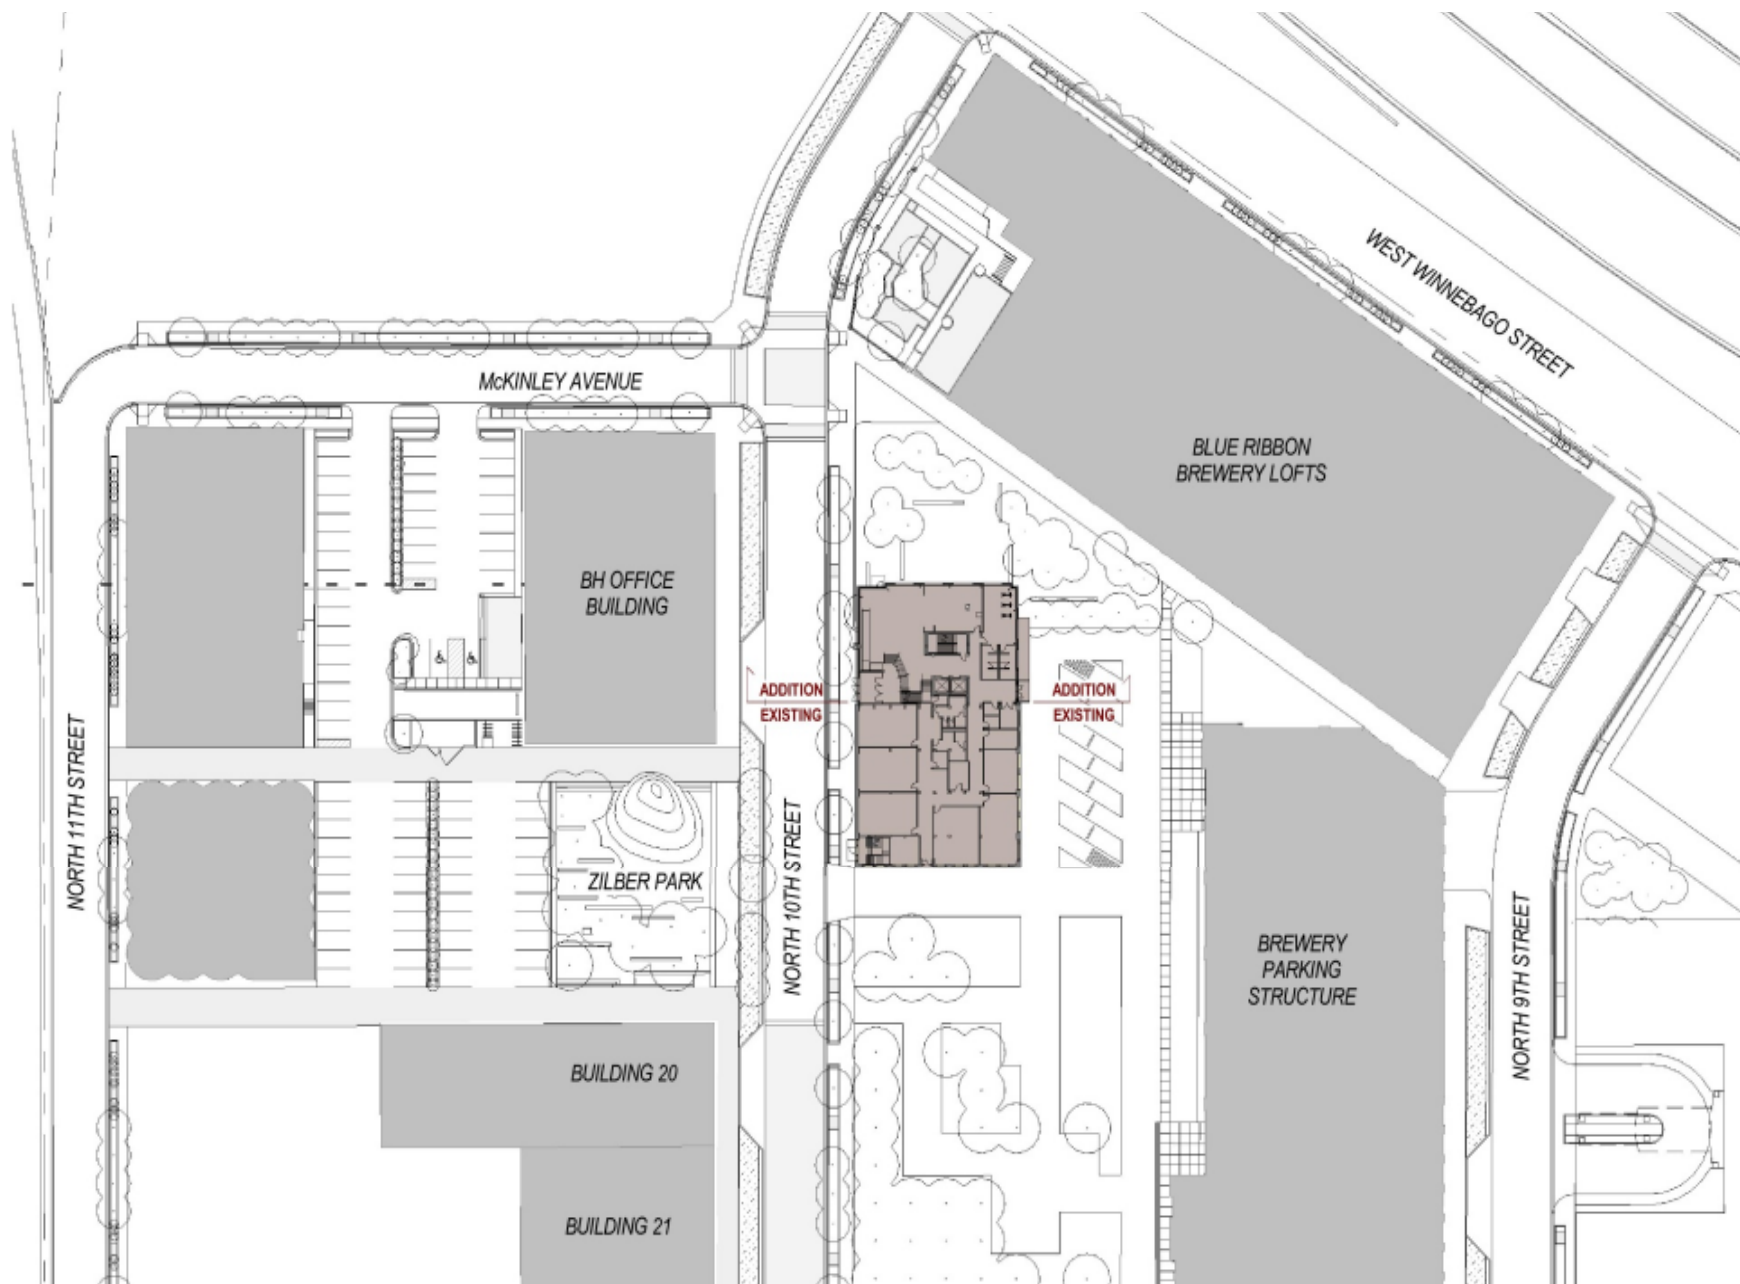 WEST WINNEBAGO STREET
McKINLEY AVENUE
BLUE RIBBON
BREWERY LOFTS
BH OFFICE
BUILDING
ADDITION
EXISTING
ADDITION
EXISTING
NORTH 11TH STREET
ZILBER PARK
NORTH 10TH STREET
BREWERY
PARKING
STRUCTURE
NORTH 9TH STREET
BUILDING 20
BUILDING 21